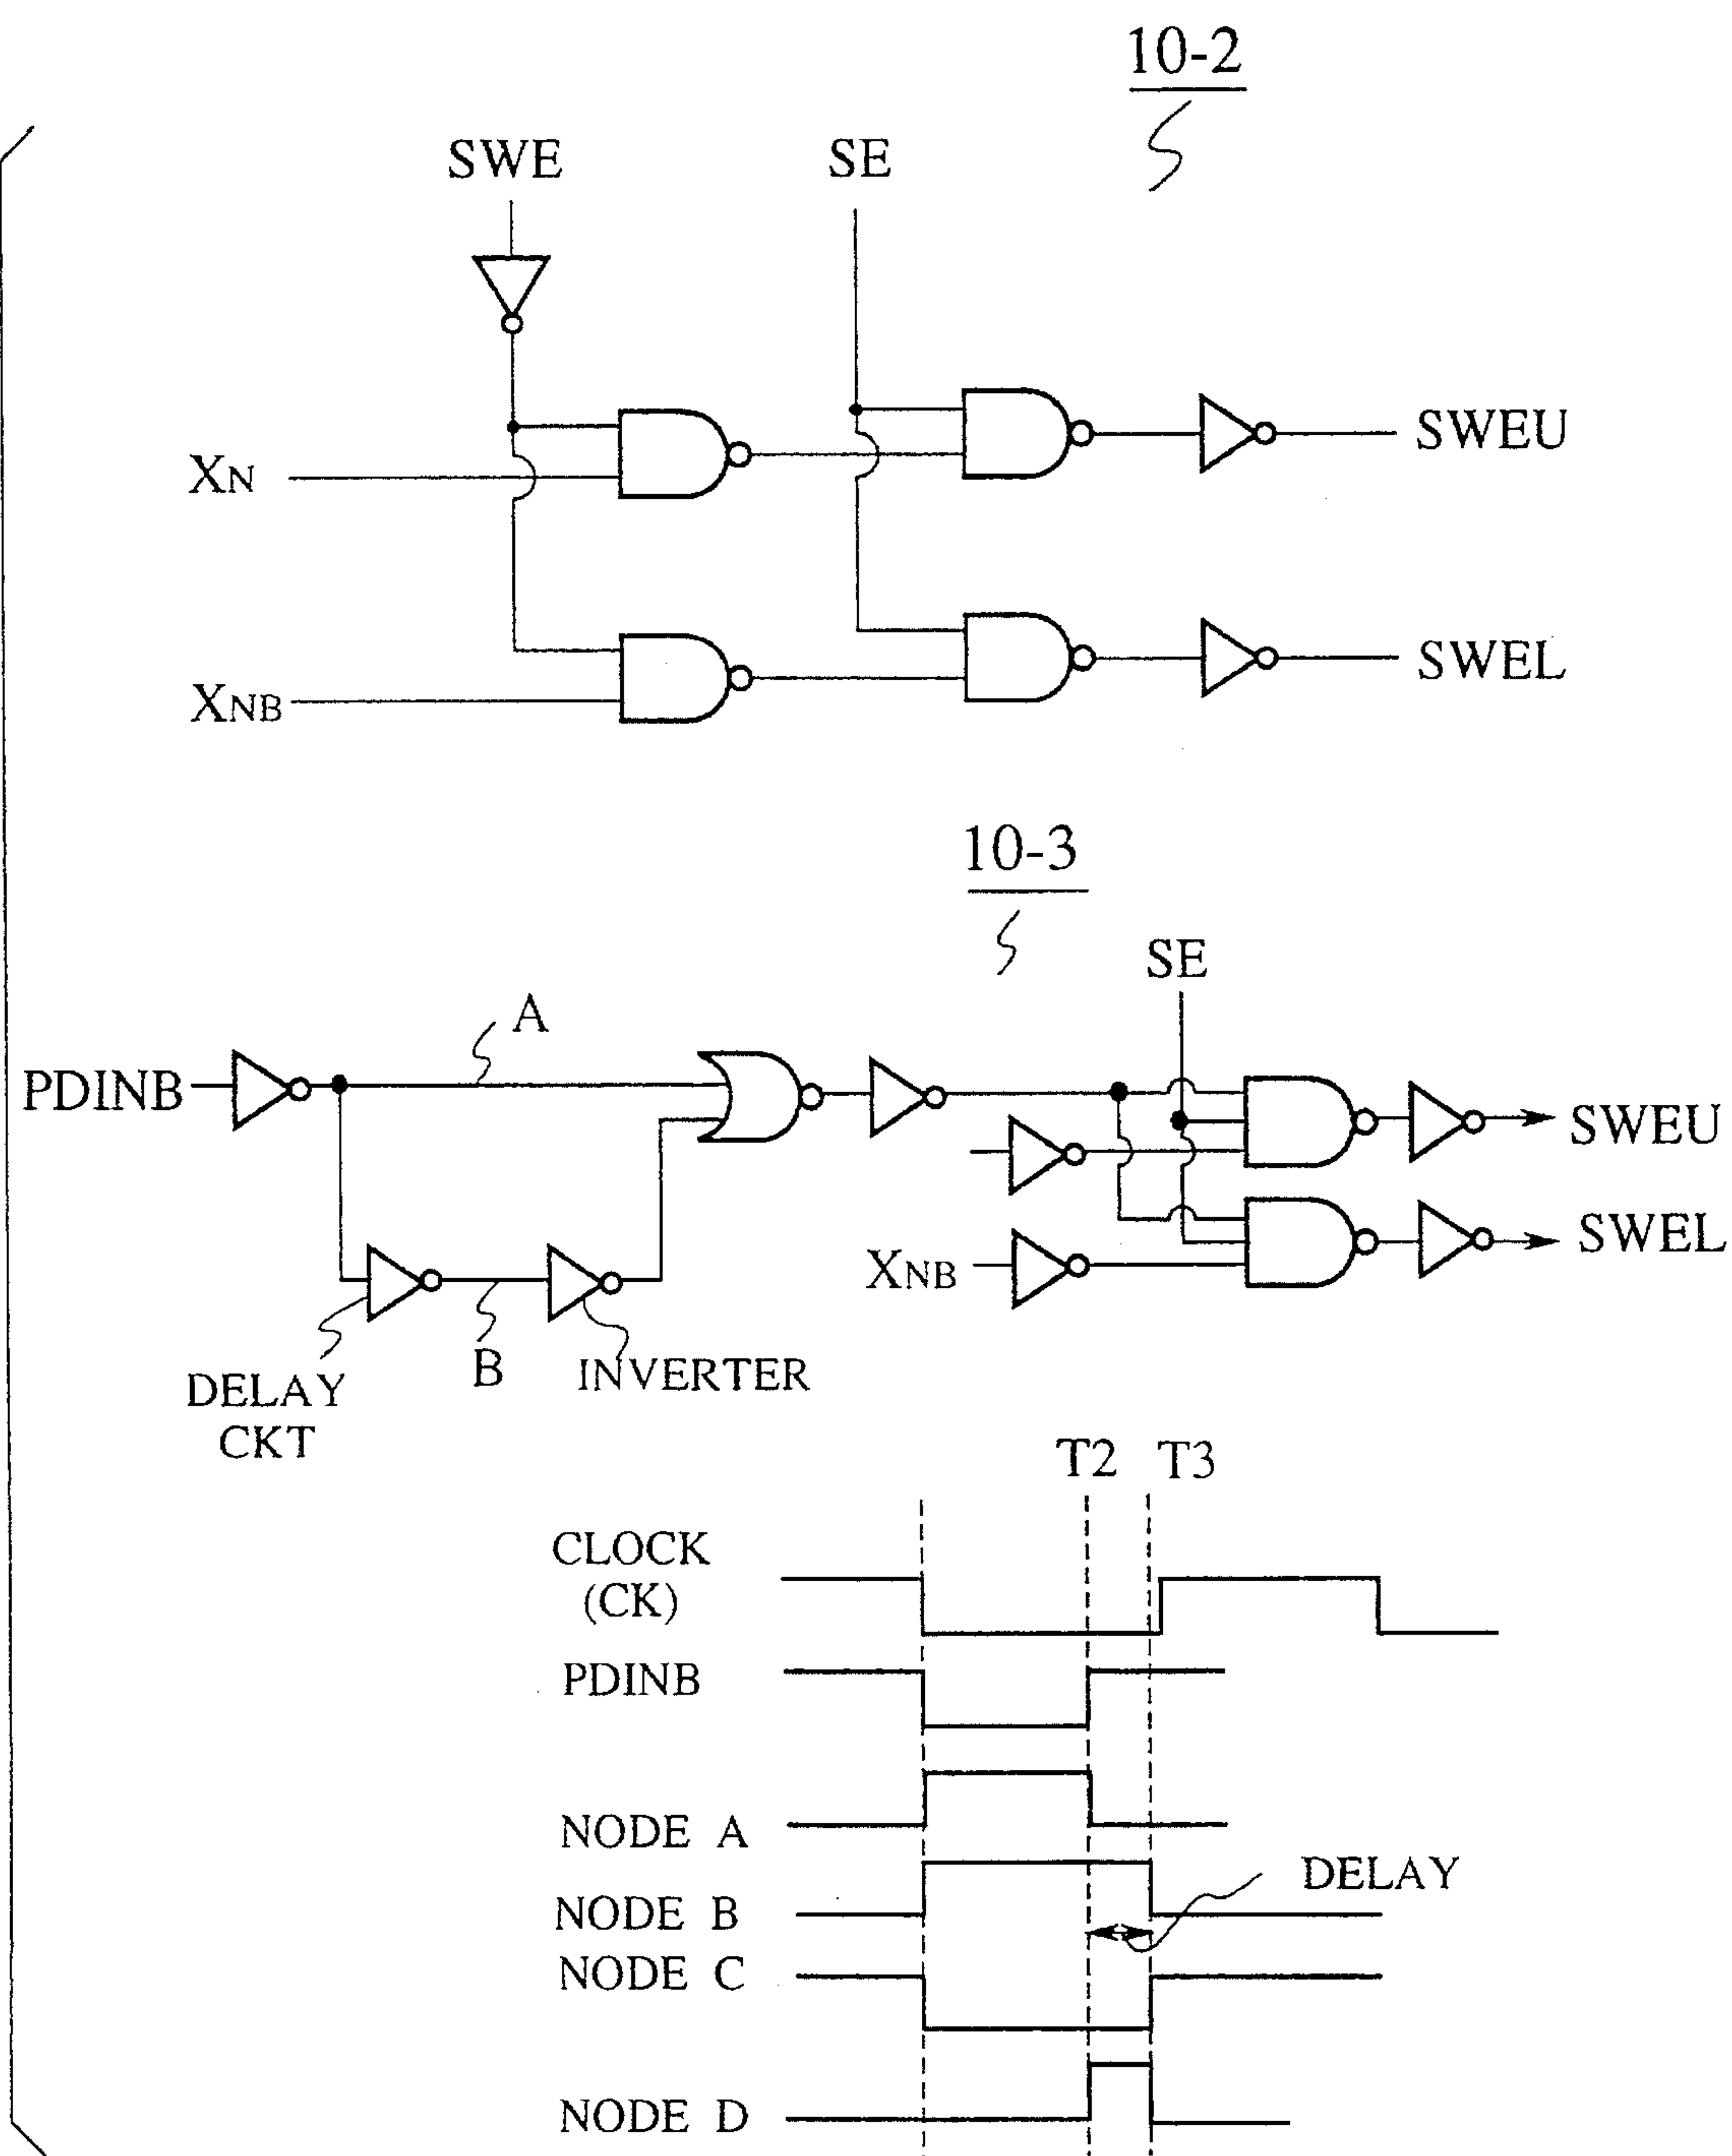 10-2
SWE
SE
XN
SWEU
XNB
SWEL
10-3
SE
A
PDINB
SWEU
XNB
SWEL
B
INVERTER
DELAY
CKT
T2
T3
CLOCK
(CK)
PDINB
NODE A
DELAY
NODE B
NODE C
NODE D